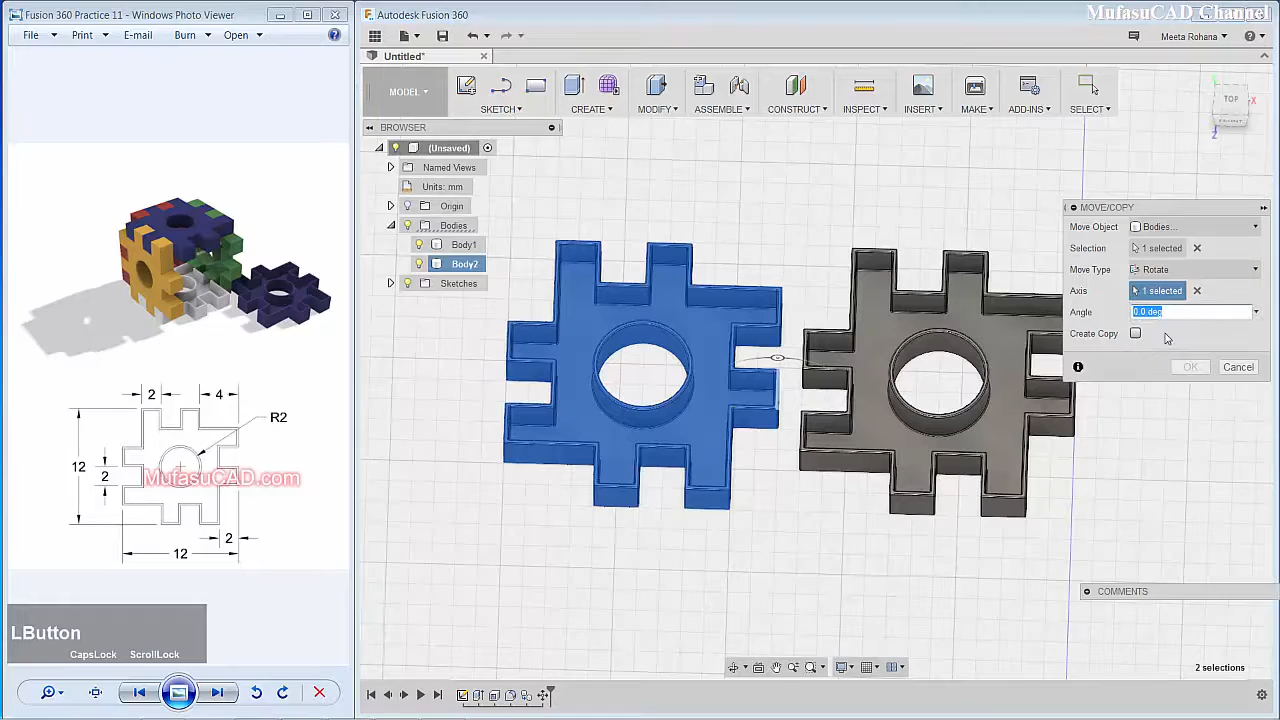 Fusion 360 Practice 11 - Windows Photo Viewer
File
Print
E-mail
Burn
Open
2
4
R2
12
2
MufasuCAD.com
2
12
LButton
CapsLock
ScrollLock
Autodesk Fusion 360
MufasuCAD Channel
Meeta Rohana
Untitled*
MODEL
SKETCH
CREATE
MODIFY
ASSEMBLE
CONSTRUCT
INSPECT
INSERT
MAKE
ADD-INS
SELECT
TOP
X
Z
BROWSER
(Unsaved)
Named Views
Units: mm
Origin
Bodies
Body1
Body2
Sketches
MOVE/COPY
Move Object
Bodies...
Selection
1 selected
Move Type
Rotate
Axis
1 selected
Angle
0.0 deg
Create Copy
OK
Cancel
COMMENTS
2 selections